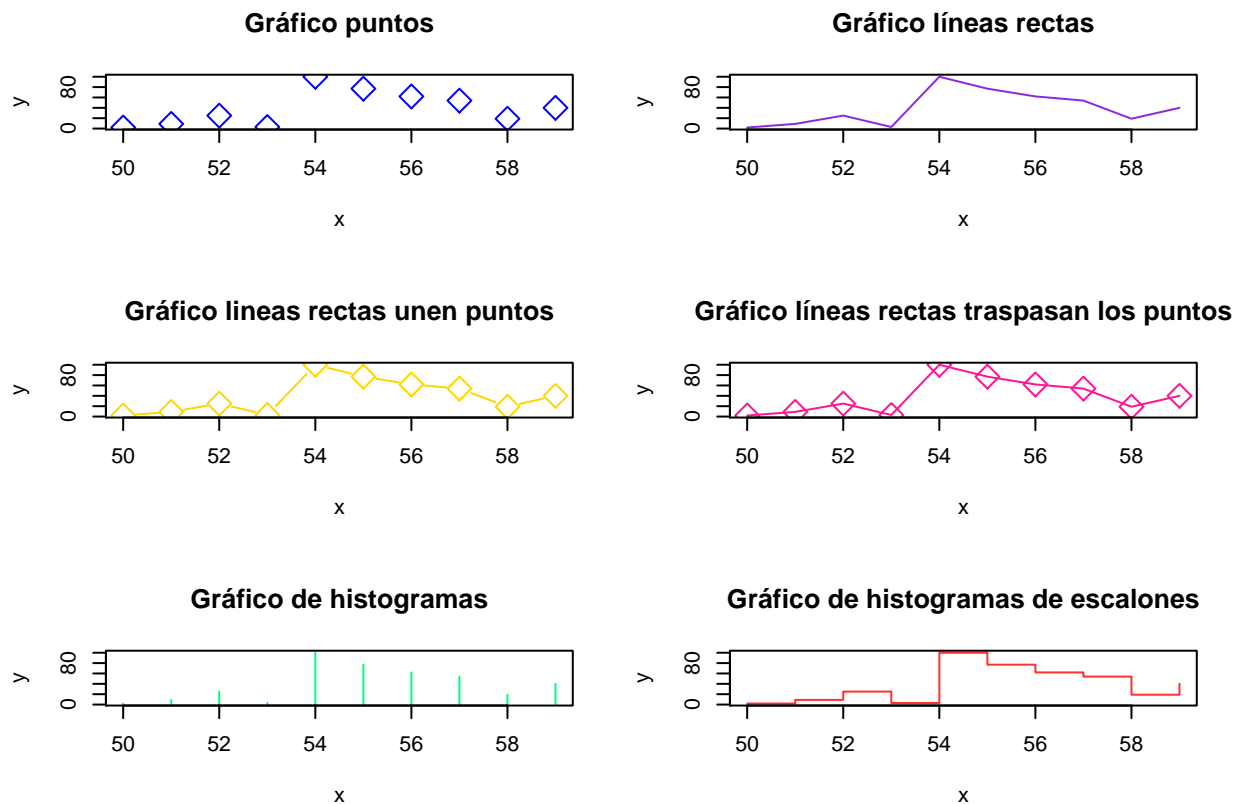 Gráfico puntos
y
80
0
50 52 54 56 58
x
Gráfico líneas rectas
y
80
0
50 52 54 56 58
x
Gráfico lineas rectas unen puntos
y
80
0
50 52 54 56 58
x
Gráfico líneas rectas traspasan los puntos
y
80
0
50 52 54 56 58
x
Gráfico de histogramas
y
80
0
50 52 54 56 58
x
Gráfico de histogramas de escalones
y
80
0
50 52 54 56 58
x